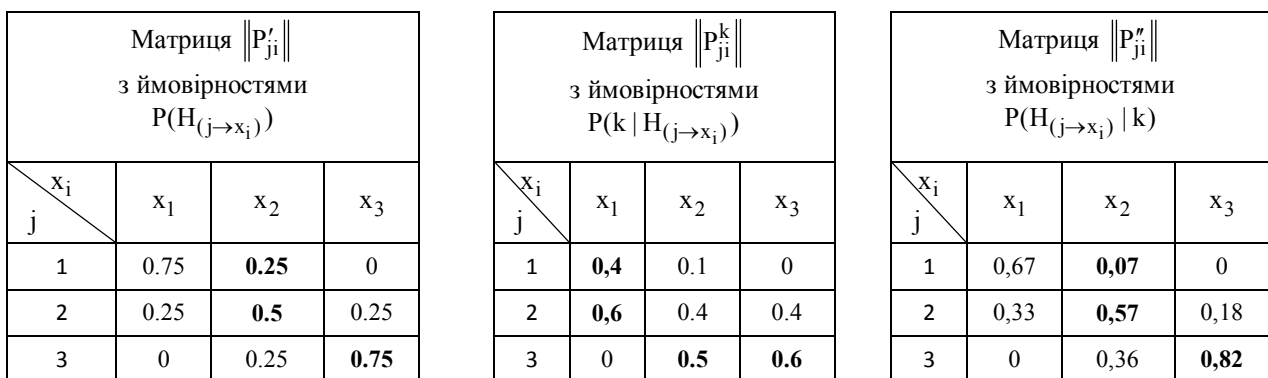 Матриця ‖P′ji‖
з ймовірностями
P(H(j→xi))
xi
j
x1 x2 x3
1 0.75 0.25 0
2 0.25 0.5 0.25
3 0 0.25 0.75
Матриця ‖Pkji‖
з ймовірностями
P(k | H(j→xi))
xi
j
x1 x2 x3
1 0,4 0.1 0
2 0,6 0.4 0.4
3 0 0.5 0.6
Матриця ‖P″ji‖
з ймовірностями
P(H(j→xi) | k)
xi
j
x1 x2 x3
1 0,67 0,07 0
2 0,33 0,57 0,18
3 0 0,36 0,82